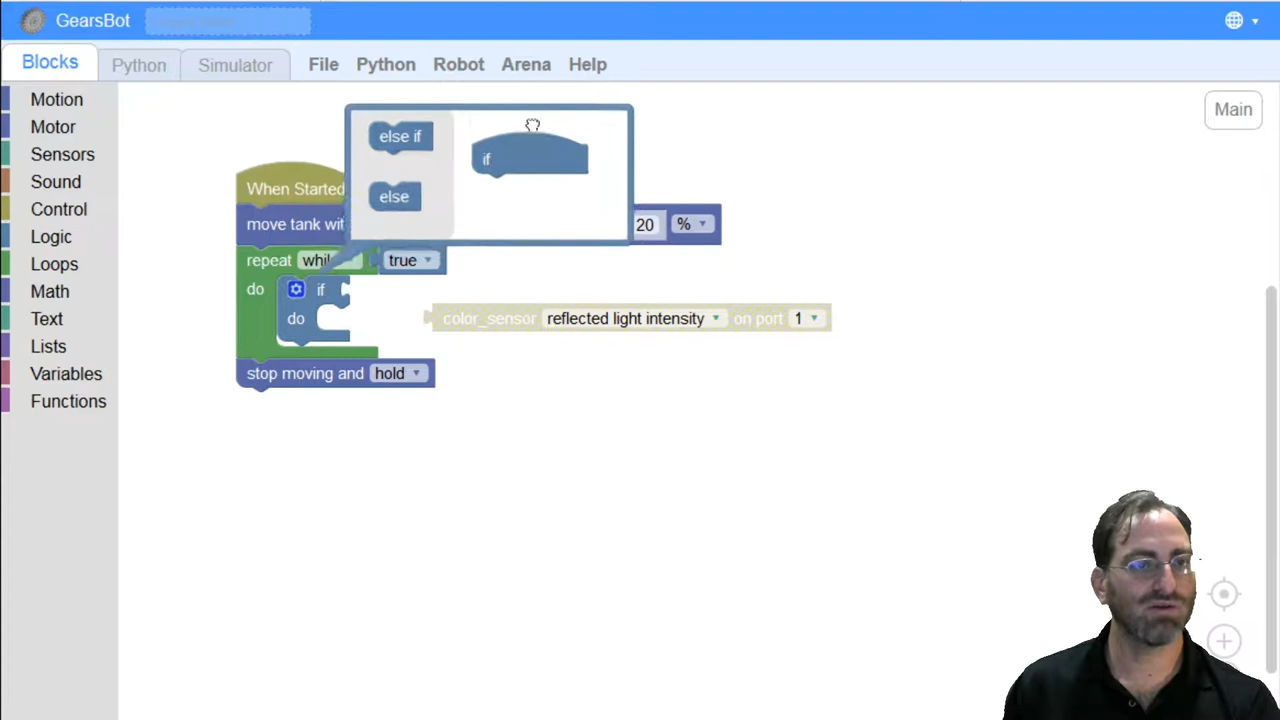 GearsBot
Blocks Python Simulator File Python Robot Arena Help
Motion
Motor
Sensors
Sound
Control
Logic
Loops
Math
Text
Lists
Variables
Functions
Main
else if
else
if
When Started
move tank wit 20 %
repeat true
do if
do
color_sensor reflected light intensity on port 1
stop moving and hold